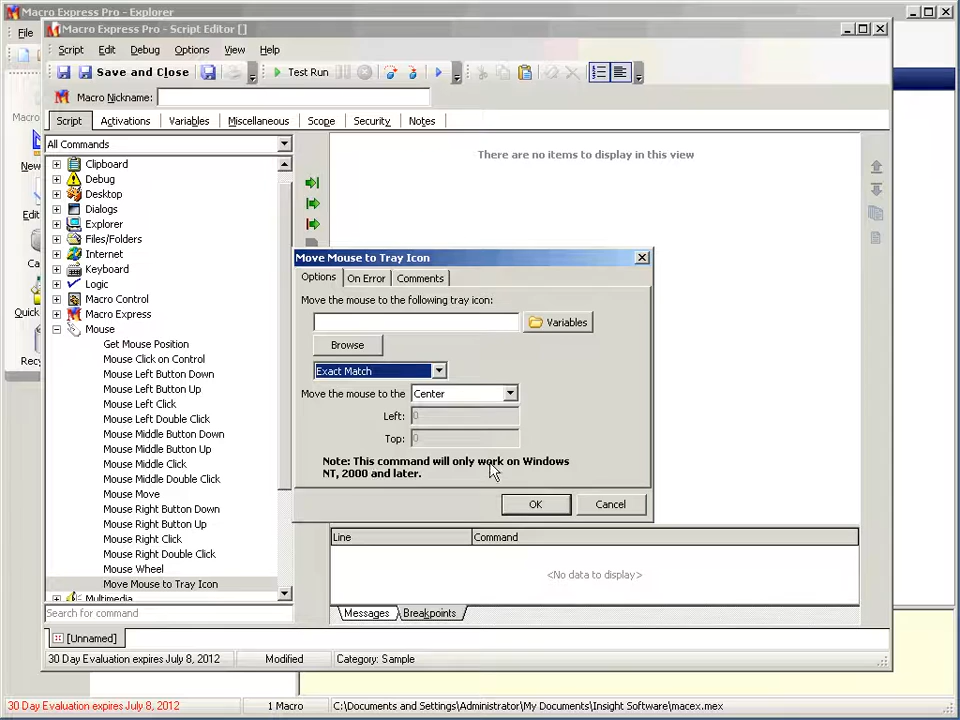 Macro Express Pro - Explorer
File
Macro Express Pro - Script Editor []
Script Edit Debug Options View Help
Save and Close Test Run
Macro Nickname:
Script Activations Variables Miscellaneous Scope Security Notes
All Commands
There are no items to display in this view
Clipboard
Debug
Desktop
Dialogs
Explorer
Files/Folders
Internet
Keyboard
Logic
Macro Control
Macro Express
Mouse
Get Mouse Position
Mouse Click on Control
Mouse Left Button Down
Mouse Left Button Up
Mouse Left Click
Mouse Left Double Click
Mouse Middle Button Down
Mouse Middle Button Up
Mouse Middle Click
Mouse Middle Double Click
Mouse Move
Mouse Right Button Down
Mouse Right Button Up
Mouse Right Click
Mouse Right Double Click
Mouse Wheel
Move Mouse to Tray Icon
Multimedia
Search for command
Macro
New
Edit
Ca
Quick
Recy
Move Mouse to Tray Icon
Options On Error Comments
Move the mouse to the following tray icon:
Variables
Browse
Exact Match
Move the mouse to the Center
Left: 0
Top: 0
Note: This command will only work on Windows
NT, 2000 and later.
OK Cancel
Line Command
<No data to display>
Messages Breakpoints
[Unnamed]
30 Day Evaluation expires July 8, 2012 Modified Category: Sample
30 Day Evaluation expires July 8, 2012 1 Macro C:\Documents and Settings\Administrator\My Documents\Insight Software\macex.mex